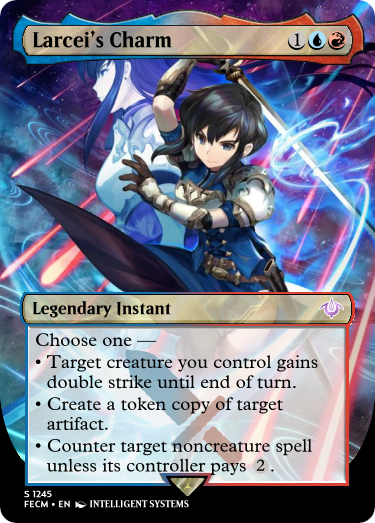 Larcei's Charm 1
Legendary Instant
Choose one —
• Target creature you control gains
double strike until end of turn.
• Create a token copy of target
artifact.
• Counter target noncreature spell
unless its controller pays 2 .
S 1245
FECM • EN INTELLIGENT SYSTEMS